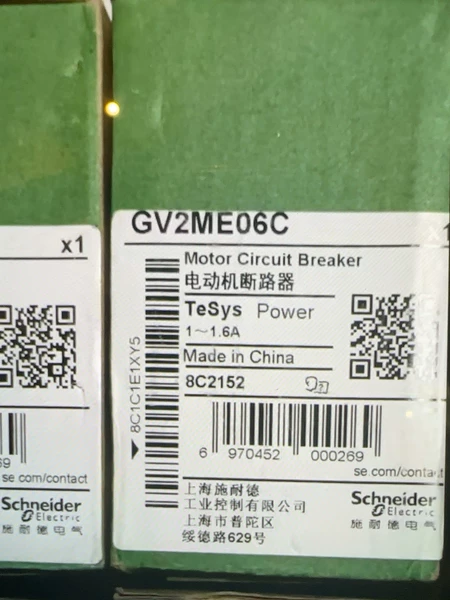 x1
GV2ME06C
x1
Motor Circuit Breaker
电动机断路器
TeSys Power
1~1.6A
Made in China
8C2152
8C1C1E1XY5
6 970452 000269
se.com/contact
se.com/contact
Schneider
Electric
施耐德电气
上海施耐德
工业控制有限公司
上海市普陀区
绥德路629号
Schneider
Electric
施耐德电气